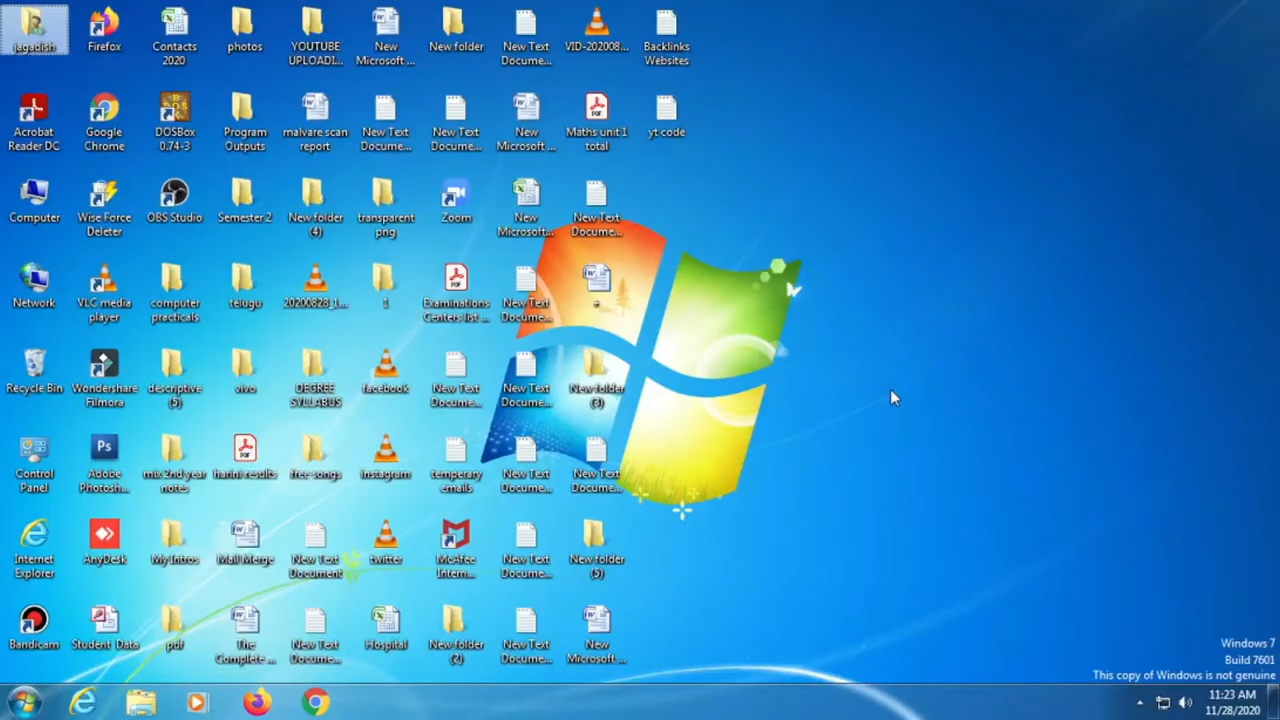 jagadish
Firefox
Contacts
2020
photos
YOUTUBE
UPLOADI...
New
Microsoft ...
New folder
New Text
Docume...
VID-202008...
Backlinks
Websites
Acrobat
Reader DC
Google
Chrome
DOSBox
0.74-3
Program
Outputs
malvare scan
report
New Text
Docume...
New Text
Docume...
New
Microsoft ...
Maths unit 1
total
yt code
Computer
Wise Force
Deleter
OBS Studio
Semester 2
New folder
(4)
transparent
png
Zoom
New
Microsoft...
New Text
Docume...
Network
VLC media
player
computer
practicals
telugu
20200828_1...
1
Examinations
Centers list ...
New Text
Docume...
Recycle Bin
Wondershare
Filmora
descriptive
(5)
vivo
DEGREE
SYLLABUS
facebook
New Text
Docume...
New Text
Docume...
New folder
(3)
Control
Panel
Adobe
Photosh...
mix 2nd year
notes
harini results
free songs
instagram
temperary
emails
New Text
Docume...
New Text
Docume...
Internet
Explorer
AnyDesk
My Intros
Mail Merge
New Text
Document
twitter
McAfee
Intern...
New Text
Docume...
New folder
(5)
Bandicam
Student Data
pdf
The
Complete ...
New Text
Docume...
Hospital
New folder
(2)
New Text
Docume...
New
Microsoft ...
Windows 7
Build 7601
This copy of Windows is not genuine
11:23 AM
11/28/2020